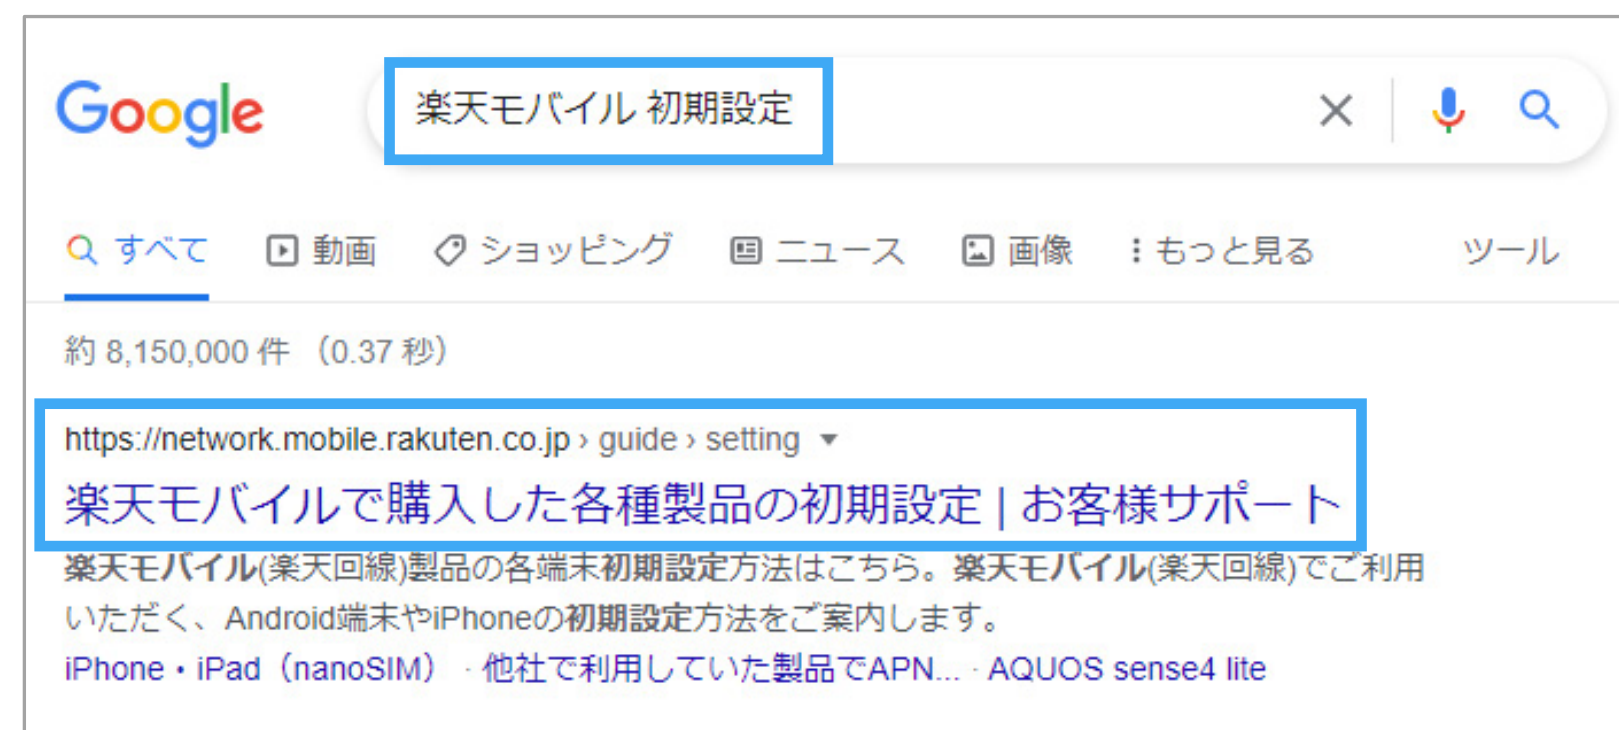 Google
楽天モバイル 初期設定
すべて 動画 ショッピング ニュース 画像 もっと見る ツール
約 8,150,000 件 （0.37 秒）
https://network.mobile.rakuten.co.jp › guide › setting
楽天モバイルで購入した各種製品の初期設定 | お客様サポート
楽天モバイル(楽天回線)製品の各端末初期設定方法はこちら。楽天モバイル(楽天回線)でご利用
いただく、Android端末やiPhoneの初期設定方法をご案内します。
iPhone・iPad（nanoSIM） · 他社で利用していた製品でAPN... · AQUOS sense4 lite